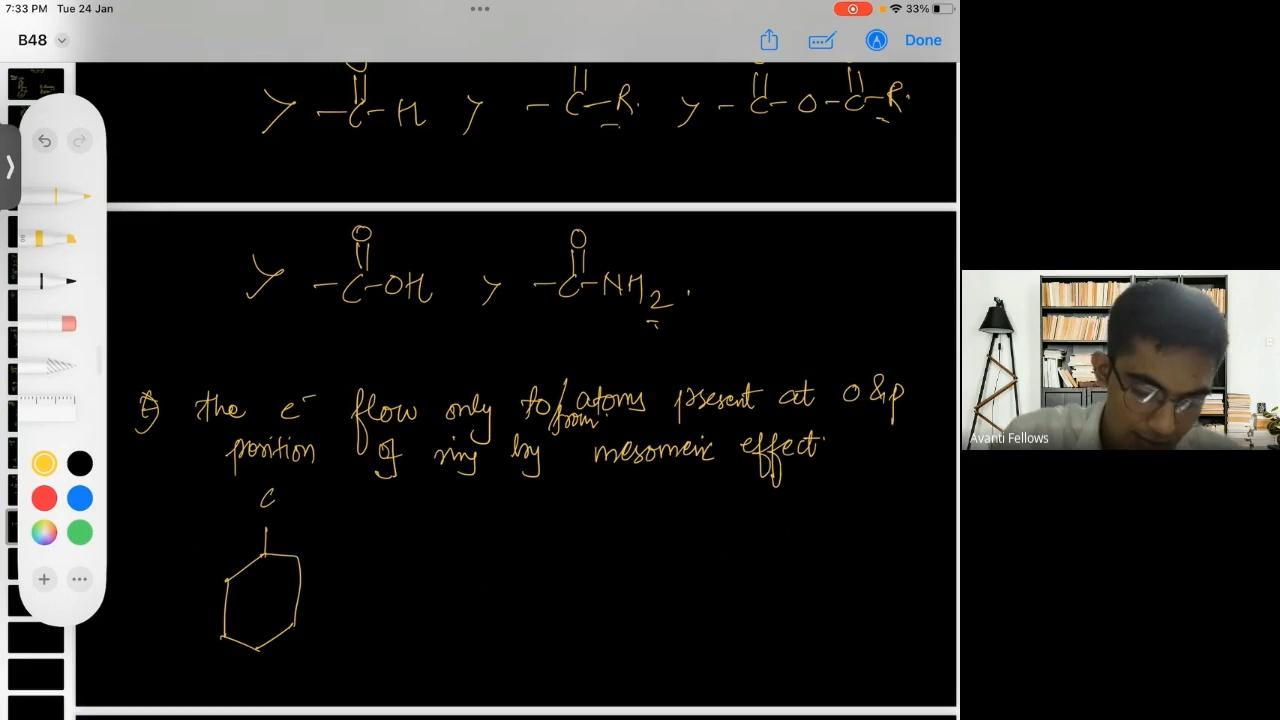 7:33 PM Tue 24 Jan
33%
B48
Done
> -C-H > -C-R. > -C-O-C-R.
O O
> -C-OH > -C-NH2.
the e- flow only to/from atoms present at o&p
position of ring by mesomeric effect.
C
Avanti Fellows